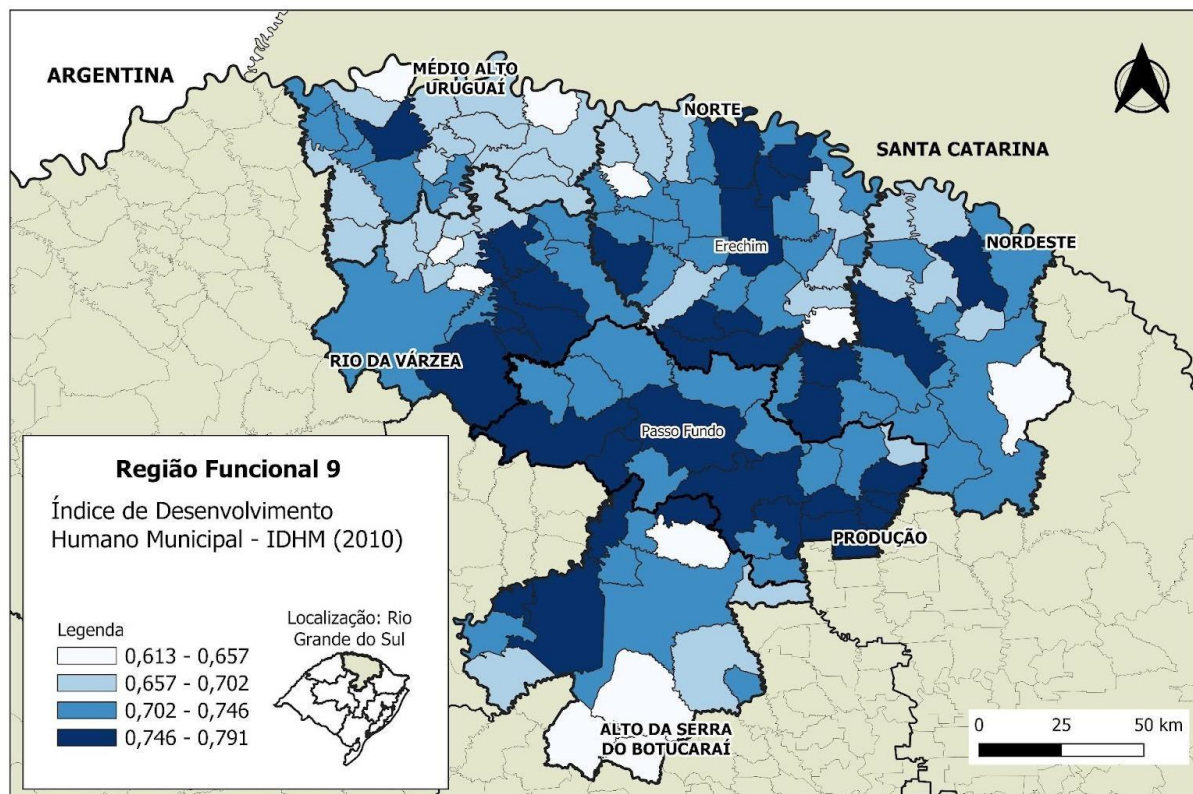 ARGENTINA
MÉDIO ALTO
URUGUAÍ
NORTE
SANTA CATARINA
Erechim
NORDESTE
RIO DA VÁRZEA
Passo Fundo
PRODUÇÃO
ALTO DA SERRA
DO BOTUCARAÍ
Região Funcional 9
Índice de Desenvolvimento
Humano Municipal - IDHM (2010)
Legenda
0,613 - 0,657
0,657 - 0,702
0,702 - 0,746
0,746 - 0,791
Localização: Rio
Grande do Sul
0 25 50 km